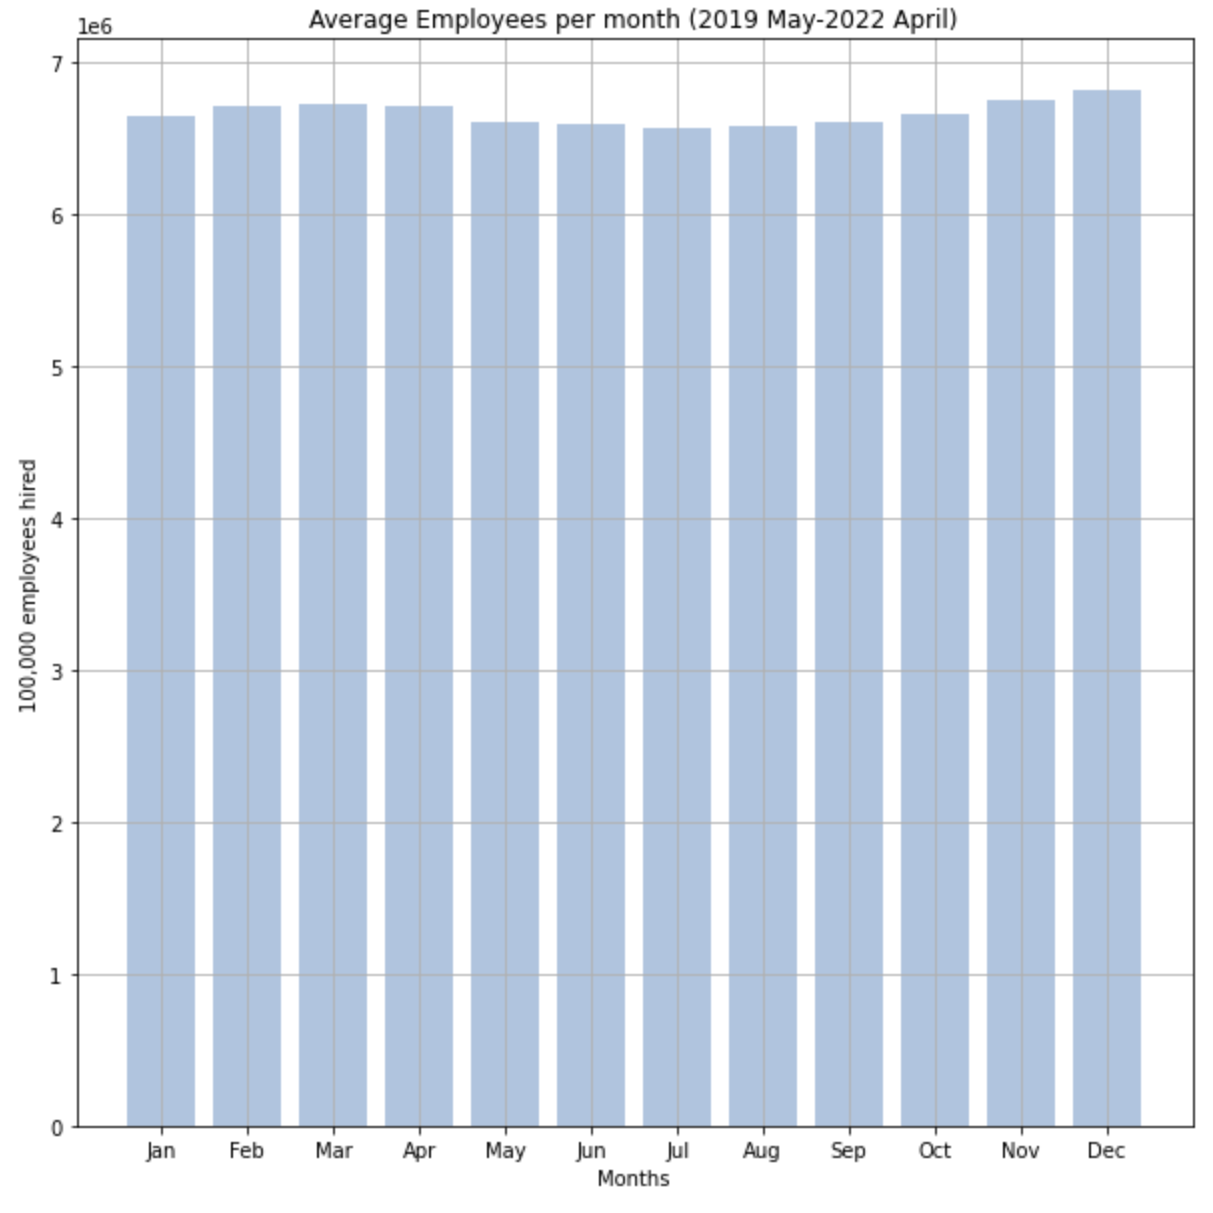 Average Employees per month (2019 May-2022 April)
1e6
7
6
5
4
3
2
1
0
100,000 employees hired
Jan Feb Mar Apr May Jun Jul Aug Sep Oct Nov Dec
Months